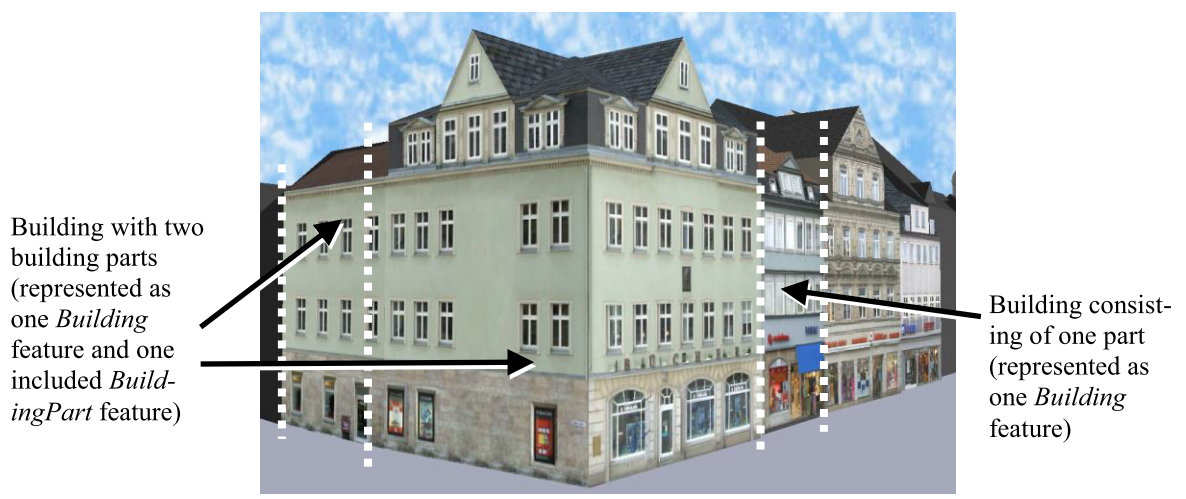 Building with two
building parts
(represented as
one Building
feature and one
included Build-
ingPart feature)
Building consist-
ing of one part
(represented as
one Building
feature)